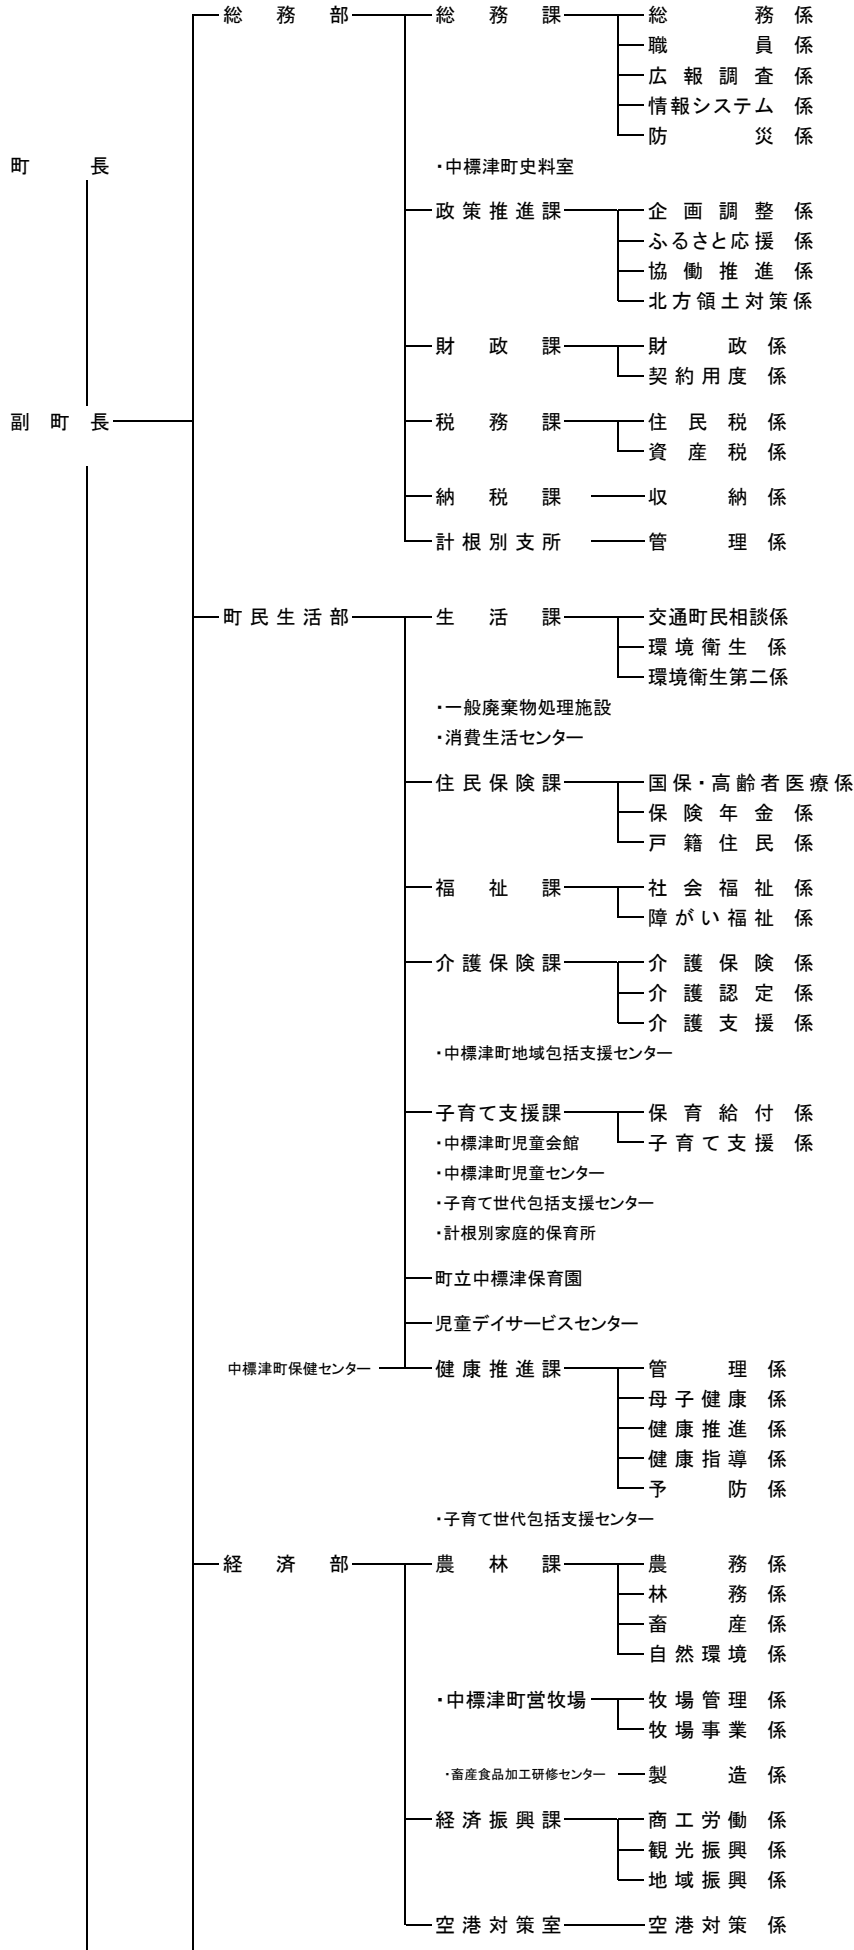 総務部 総務課 総務係
職員係
広報調査係
情報システム係
防災係
町長 ・中標津町史料室
政策推進課 企画調整係
ふるさと応援係
協働推進係
北方領土対策係
財政課 財政係
契約用度係
副町長 税務課 住民税係
資産税係
納税課 収納係
計根別支所 管理係
町民生活部 生活課 交通町民相談係
環境衛生係
環境衛生第二係
・一般廃棄物処理施設
・消費生活センター
住民保険課 国保・高齢者医療係
保険年金係
戸籍住民係
福祉課 社会福祉係
障がい福祉係
介護保険課 介護保険係
介護認定係
介護支援係
・中標津町地域包括支援センター
子育て支援課 保育給付係
・中標津町児童会館 子育て支援係
・中標津町児童センター
・子育て世代包括支援センター
・計根別家庭的保育所
町立中標津保育園
児童デイサービスセンター
中標津町保健センター 健康推進課 管理係
母子健康係
健康推進係
健康指導係
予防係
・子育て世代包括支援センター
経済部 農林課 農務係
林務係
畜産係
自然環境係
・中標津町営牧場 牧場管理係
牧場事業係
・畜産食品加工研修センター 製造係
経済振興課 商工労働係
観光振興係
地域振興係
空港対策室 空港対策係